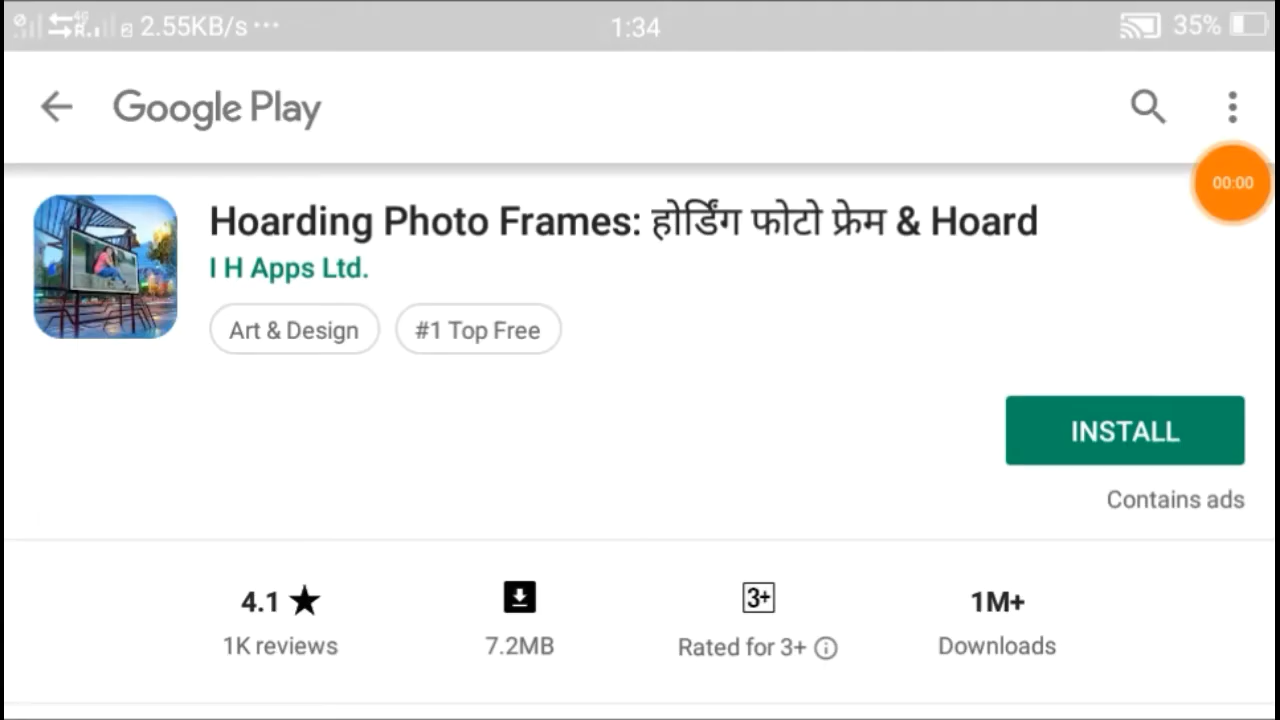 2.55KB/s ... 1:34 35%
Google Play
00:00
Hoarding Photo Frames: होर्डिंग फोटो फ्रेम & Hoard
I H Apps Ltd.
Art & Design #1 Top Free
INSTALL
Contains ads
4.1 ★ 3+ 1M+
1K reviews 7.2MB Rated for 3+ Downloads